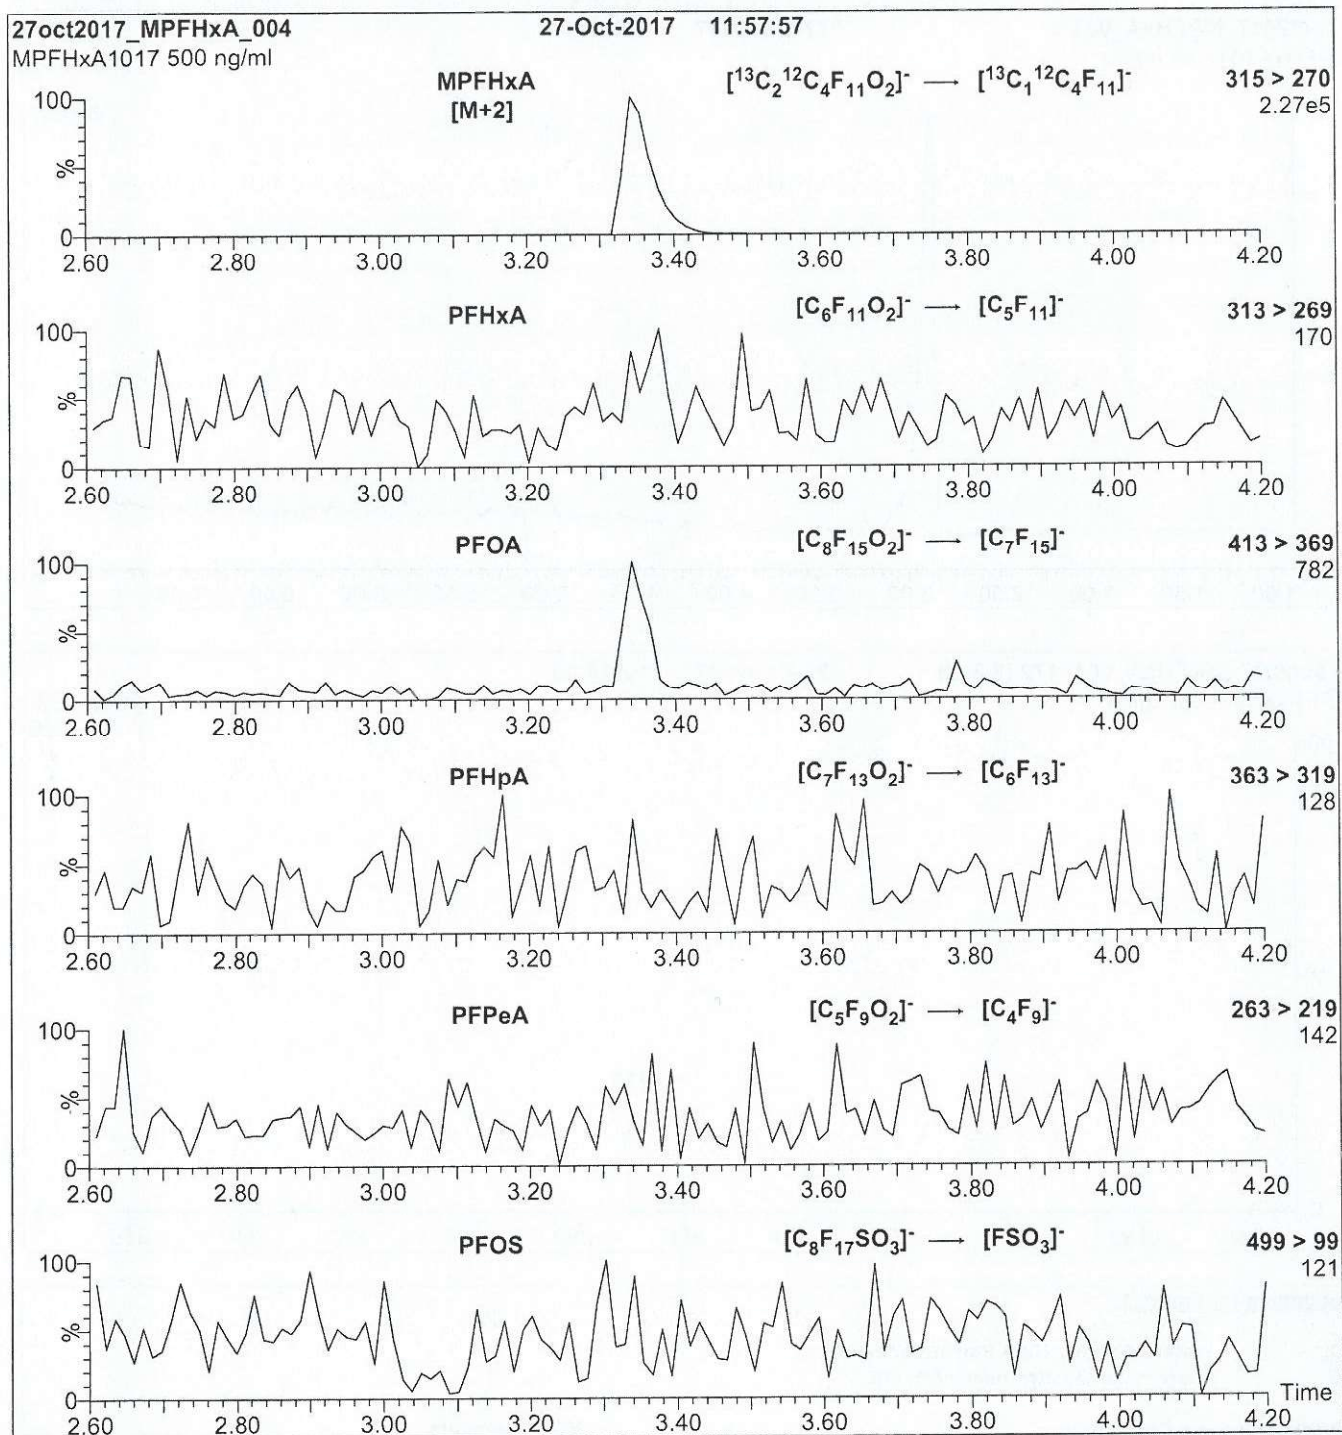 27oct2017_MPFHxA_004 27-Oct-2017 11:57:57
MPFHxA1017 500 ng/ml
MPFHxA [¹³C₂¹²C₄F₁₁O₂]⁻ → [¹³C₁¹²C₄F₁₁]⁻ 315 > 270
[M+2] 2.27e5
100
%
0
2.60 2.80 3.00 3.20 3.40 3.60 3.80 4.00 4.20
PFHxA [C₆F₁₁O₂]⁻ → [C₅F₁₁]⁻ 313 > 269
170
100
%
0
2.60 2.80 3.00 3.20 3.40 3.60 3.80 4.00 4.20
PFOA [C₈F₁₅O₂]⁻ → [C₇F₁₅]⁻ 413 > 369
782
100
%
0
2.60 2.80 3.00 3.20 3.40 3.60 3.80 4.00 4.20
PFHpA [C₇F₁₃O₂]⁻ → [C₆F₁₃]⁻ 363 > 319
128
100
%
0
2.60 2.80 3.00 3.20 3.40 3.60 3.80 4.00 4.20
PFPeA [C₅F₉O₂]⁻ → [C₄F₉]⁻ 263 > 219
142
100
%
0
2.60 2.80 3.00 3.20 3.40 3.60 3.80 4.00 4.20
PFOS [C₈F₁₇SO₃]⁻ → [FSO₃]⁻ 499 > 99
121
100
%
0
Time
2.60 2.80 3.00 3.20 3.40 3.60 3.80 4.00 4.20